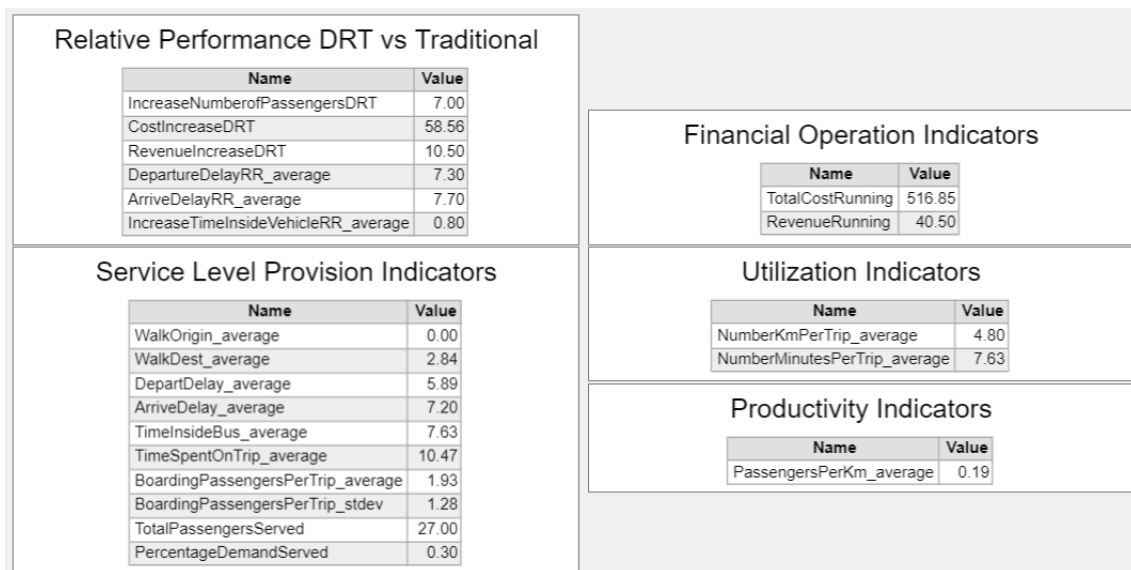 Relative Performance DRT vs Traditional
Name Value
IncreaseNumberofPassengersDRT 7.00
CostIncreaseDRT 58.56
RevenueIncreaseDRT 10.50
DepartureDelayRR_average 7.30
ArriveDelayRR_average 7.70
IncreaseTimeInsideVehicleRR_average 0.80
Service Level Provision Indicators
Name Value
WalkOrigin_average 0.00
WalkDest_average 2.84
DepartDelay_average 5.89
ArriveDelay_average 7.20
TimeInsideBus_average 7.63
TimeSpentOnTrip_average 10.47
BoardingPassengersPerTrip_average 1.93
BoardingPassengersPerTrip_stdev 1.28
TotalPassengersServed 27.00
PercentageDemandServed 0.30
Financial Operation Indicators
Name Value
TotalCostRunning 516.85
RevenueRunning 40.50
Utilization Indicators
Name Value
NumberKmPerTrip_average 4.80
NumberMinutesPerTrip_average 7.63
Productivity Indicators
Name Value
PassengersPerKm_average 0.19